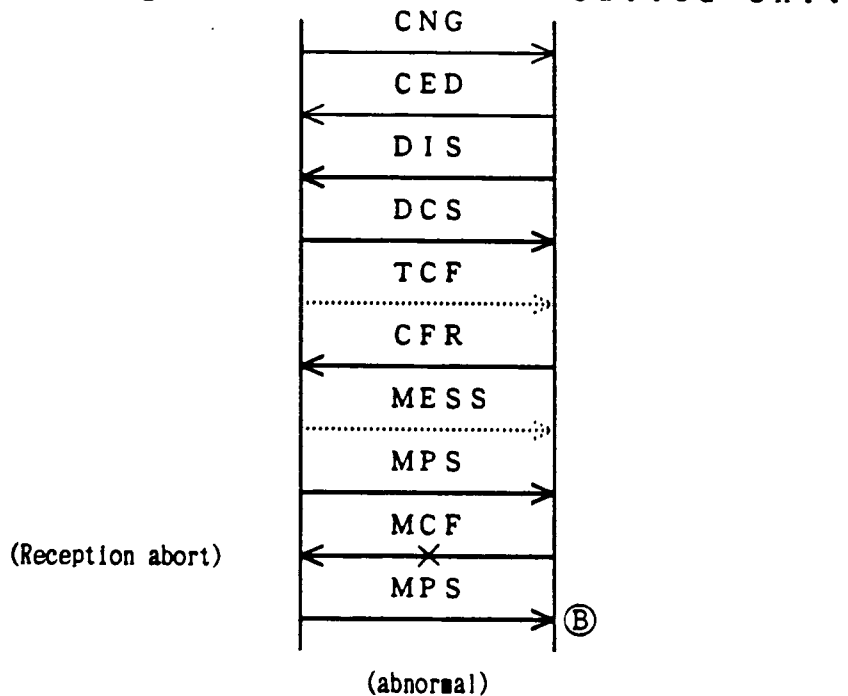 CNG
CED
DIS
DCS
TCF
CFR
MESS
MPS
MCF
(Reception abort)
MPS
Ⓑ
(abnormal)